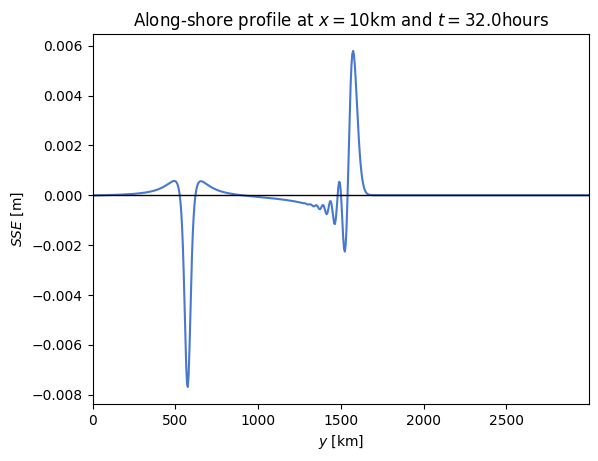 Along-shore profile at x = 10km and t = 32.0hours
0.006
0.004
0.002
0.000
−0.002
−0.004
−0.006
−0.008
SSE [m]
0 500 1000 1500 2000 2500
y [km]